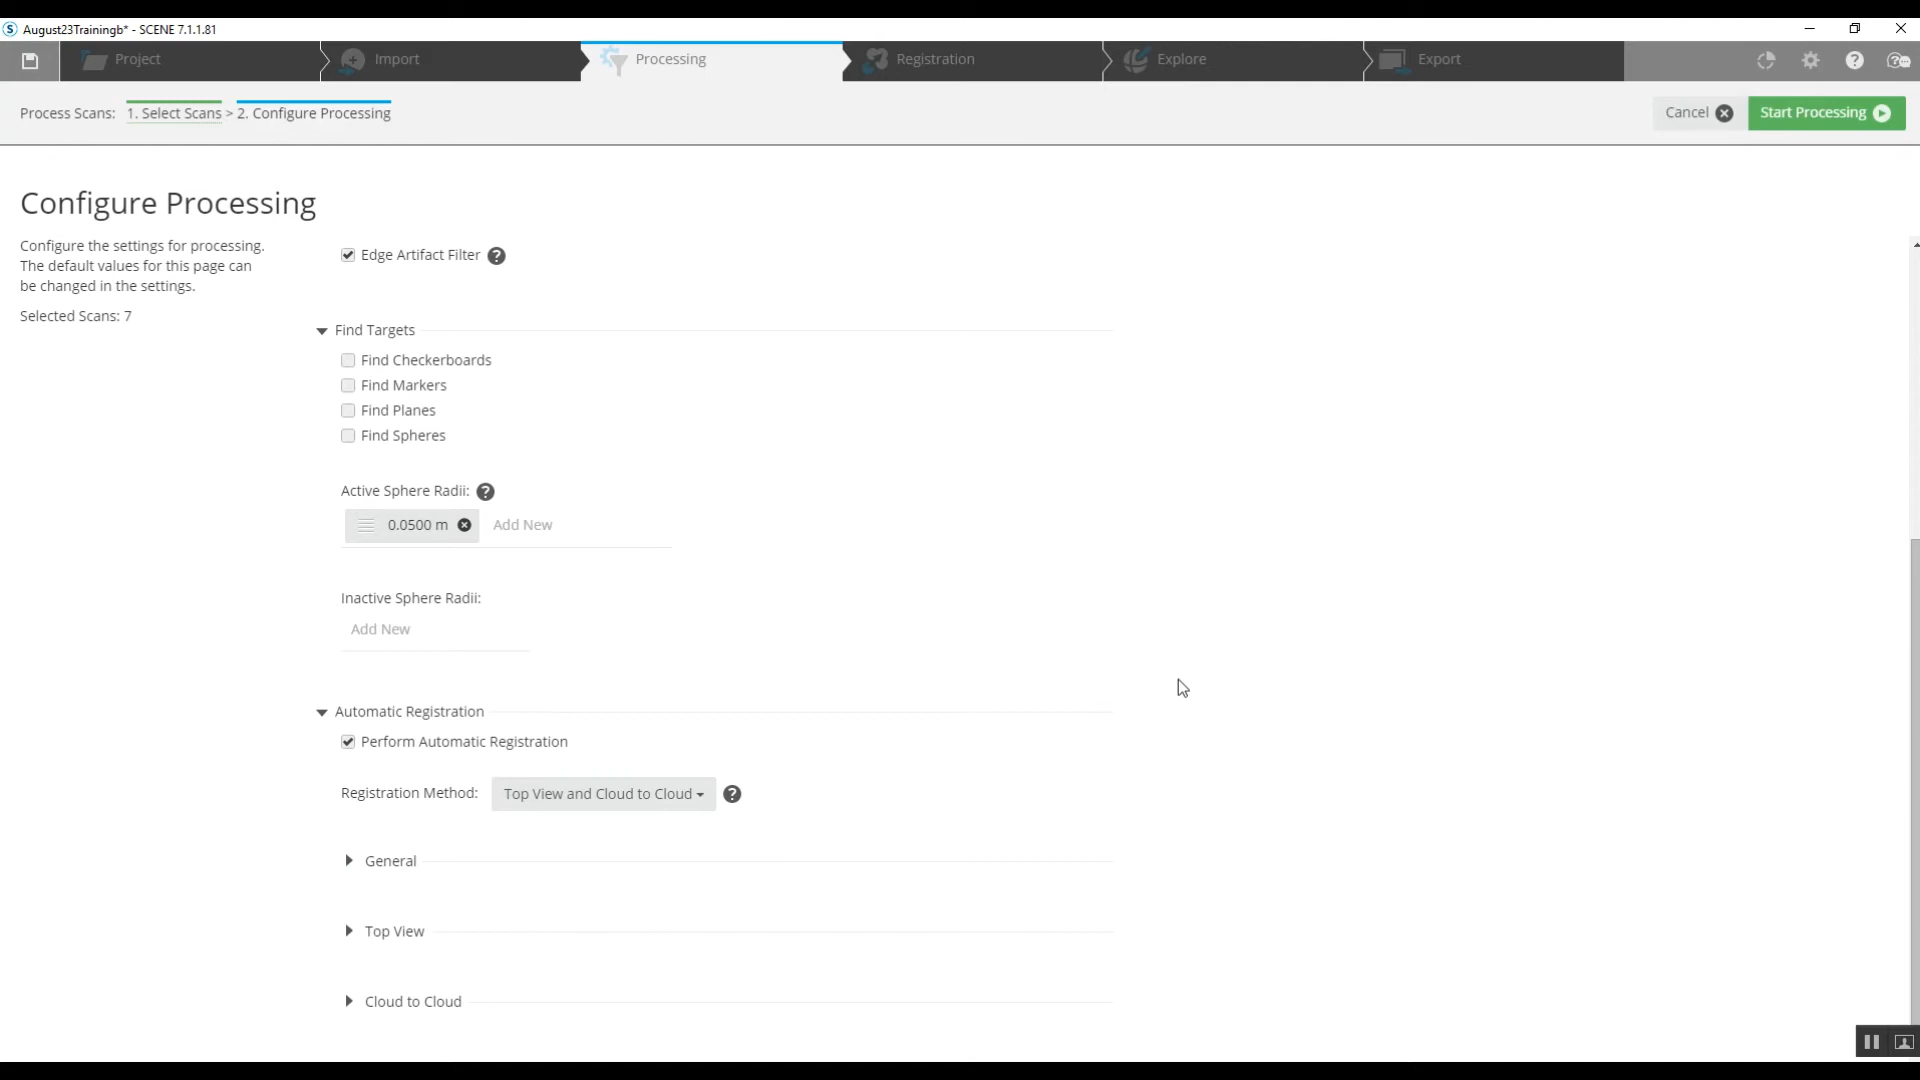 August23Trainingb* - SCENE 7.1.1.81
Project
Import
Processing
Registration
Explore
Export
Process Scans: 1. Select Scans > 2. Configure Processing
Cancel
Start Processing
Configure Processing
Configure the settings for processing.
The default values for this page can
be changed in the settings.
Selected Scans: 7
Edge Artifact Filter
Find Targets
Find Checkerboards
Find Markers
Find Planes
Find Spheres
Active Sphere Radii:
0.0500 m
Add New
Inactive Sphere Radii:
Add New
Automatic Registration
Perform Automatic Registration
Registration Method: Top View and Cloud to Cloud
General
Top View
Cloud to Cloud